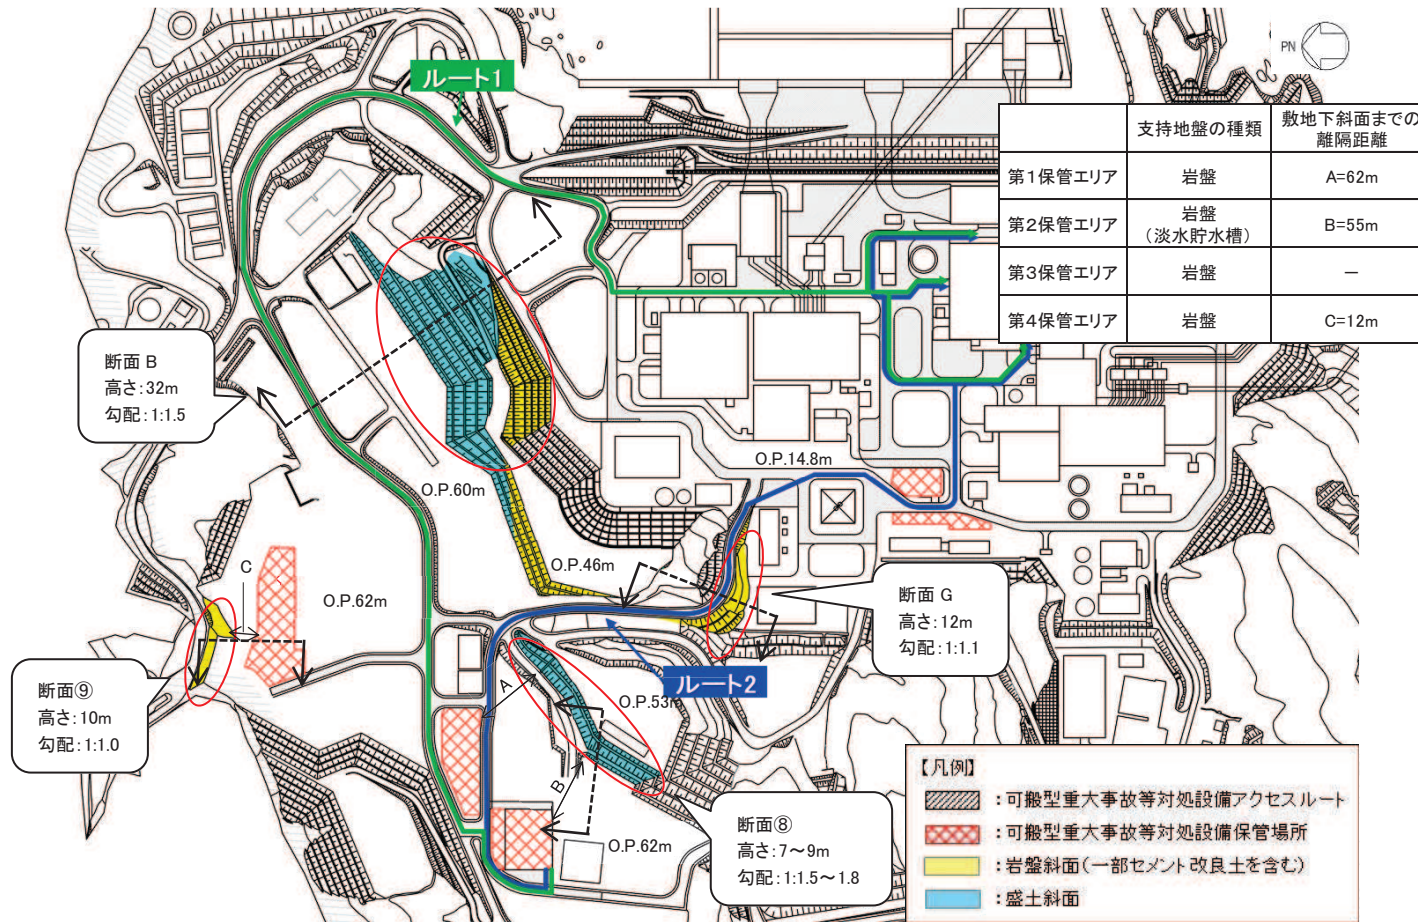 ルート1
PN
支持地盤の種類
敷地下斜面までの
離隔距離
第1保管エリア
岩盤
A=62m
第2保管エリア
岩盤
(淡水貯水槽)
B=55m
第3保管エリア
岩盤
－
第4保管エリア
岩盤
C=12m
断面 B
高さ:32m
勾配:1:1.5
O.P.14.8m
O.P.60m
O.P.46m
C
O.P.62m
断面 G
高さ:12m
勾配:1:1.1
断面⑨
高さ:10m
勾配:1:1.0
ルート2
A
O.P.53m
B
O.P.62m
断面⑧
高さ:7～9m
勾配:1:1.5～1.8
【凡例】
:可搬型重大事故等対処設備アクセスルート
:可搬型重大事故等対処設備保管場所
:岩盤斜面(一部セメント改良土を含む)
:盛土斜面